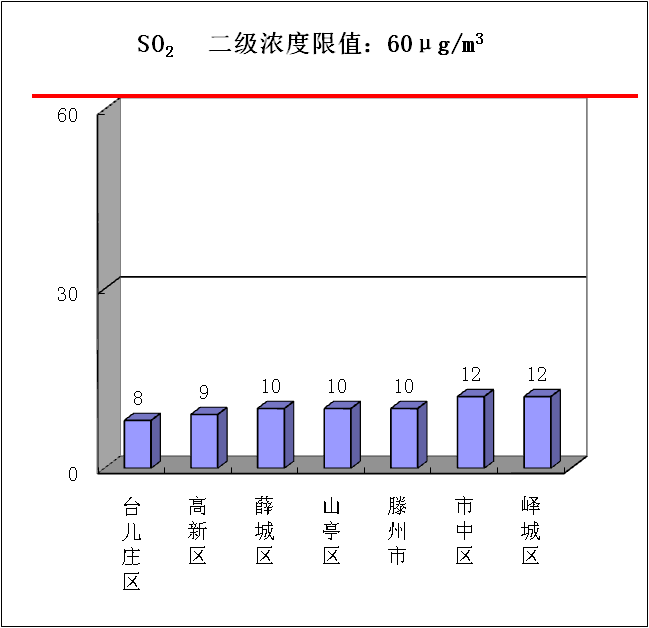 SO₂ 二级浓度限值：60μg/m³
60
30
0
8
9
10
10
10
12
12
台儿庄区
高新区
薛城区
山亭区
滕州市
市中区
峄城区